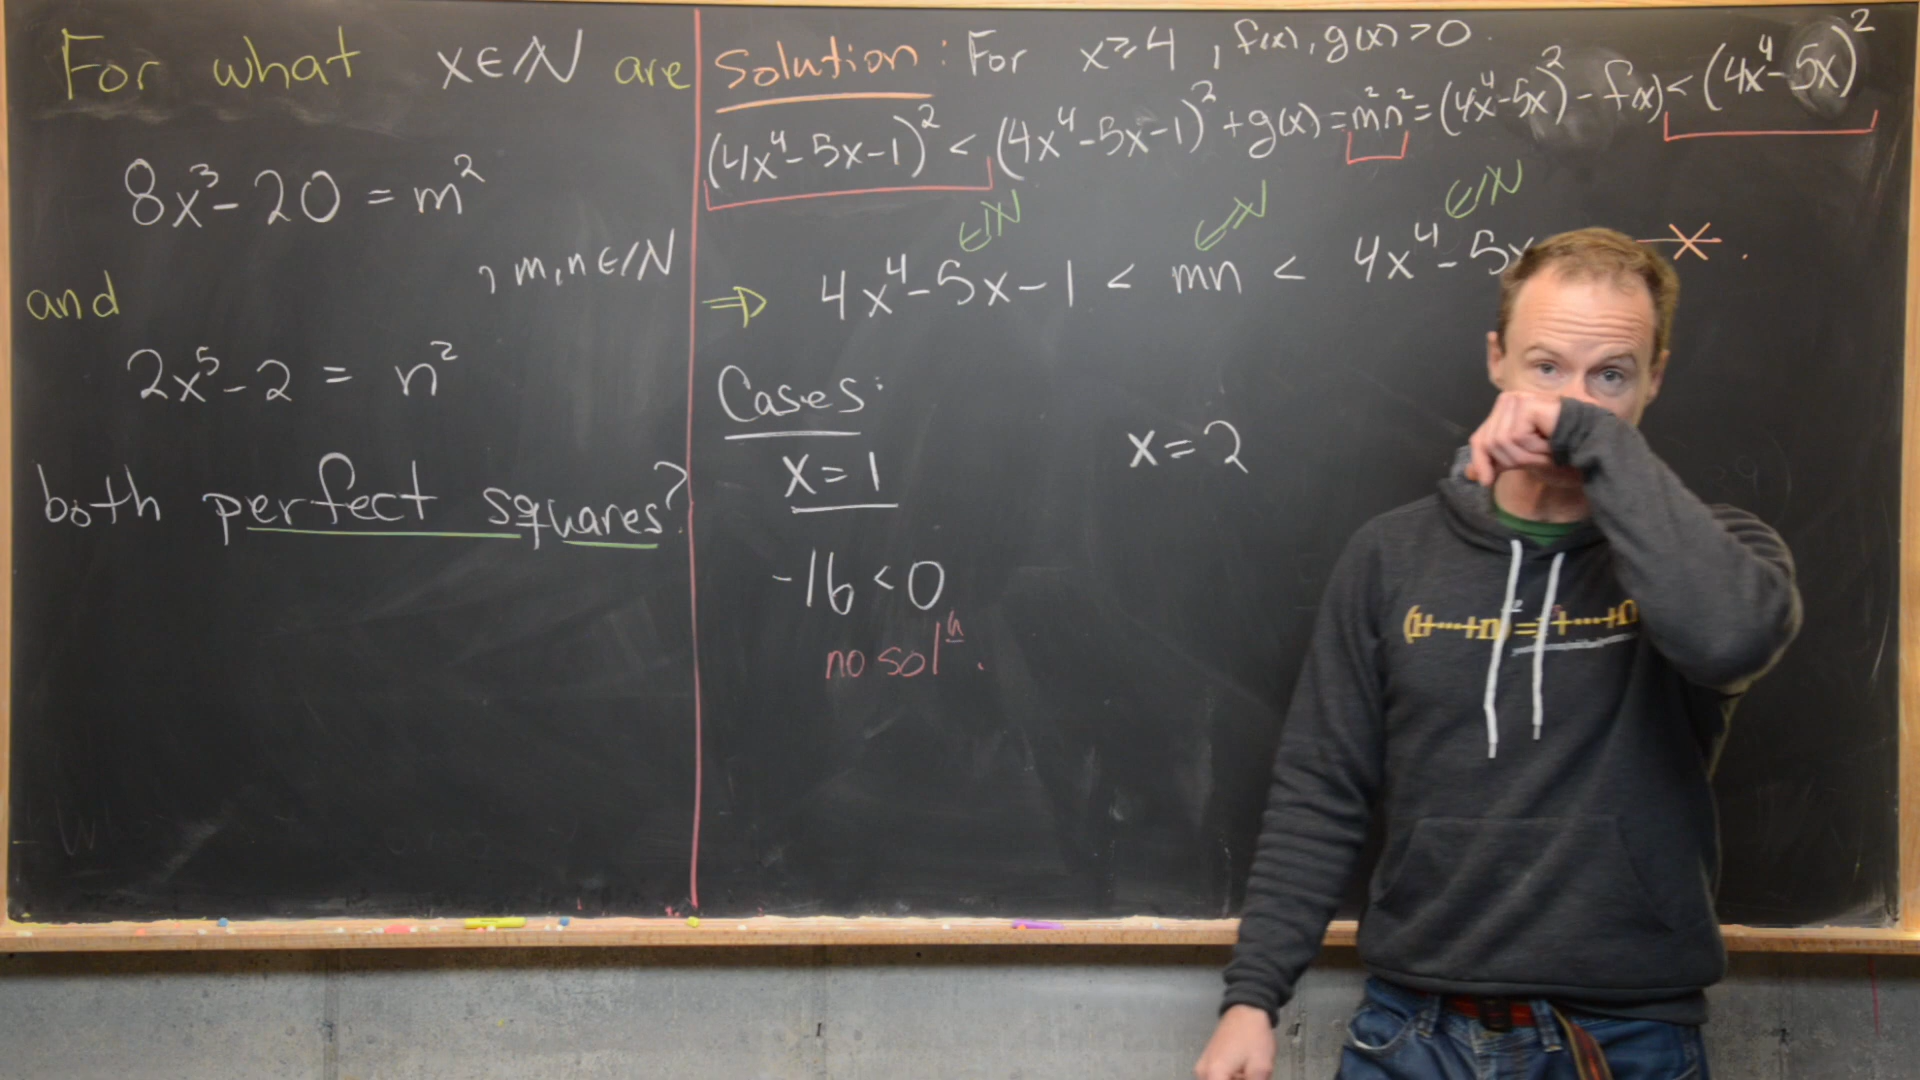 For what x∈ℕ are
8x³-20 = m²
, m,n ∈ ℕ
and
2x⁵-2 = n²
both perfect squares?
Solution: For x≥4, f(x), g(x) > 0.
(4x⁴-5x-1)² < (4x⁴-5x-1)² + g(x) = m²n² = (4x⁴-5x)² - f(x) < (4x⁴-5x)²
∈ℕ ∈ℕ ∈ℕ
⇒ 4x⁴-5x-1 < mn < 4x⁴-5x
Cases:
x=1
x=2
-16<0
no solⁿ.